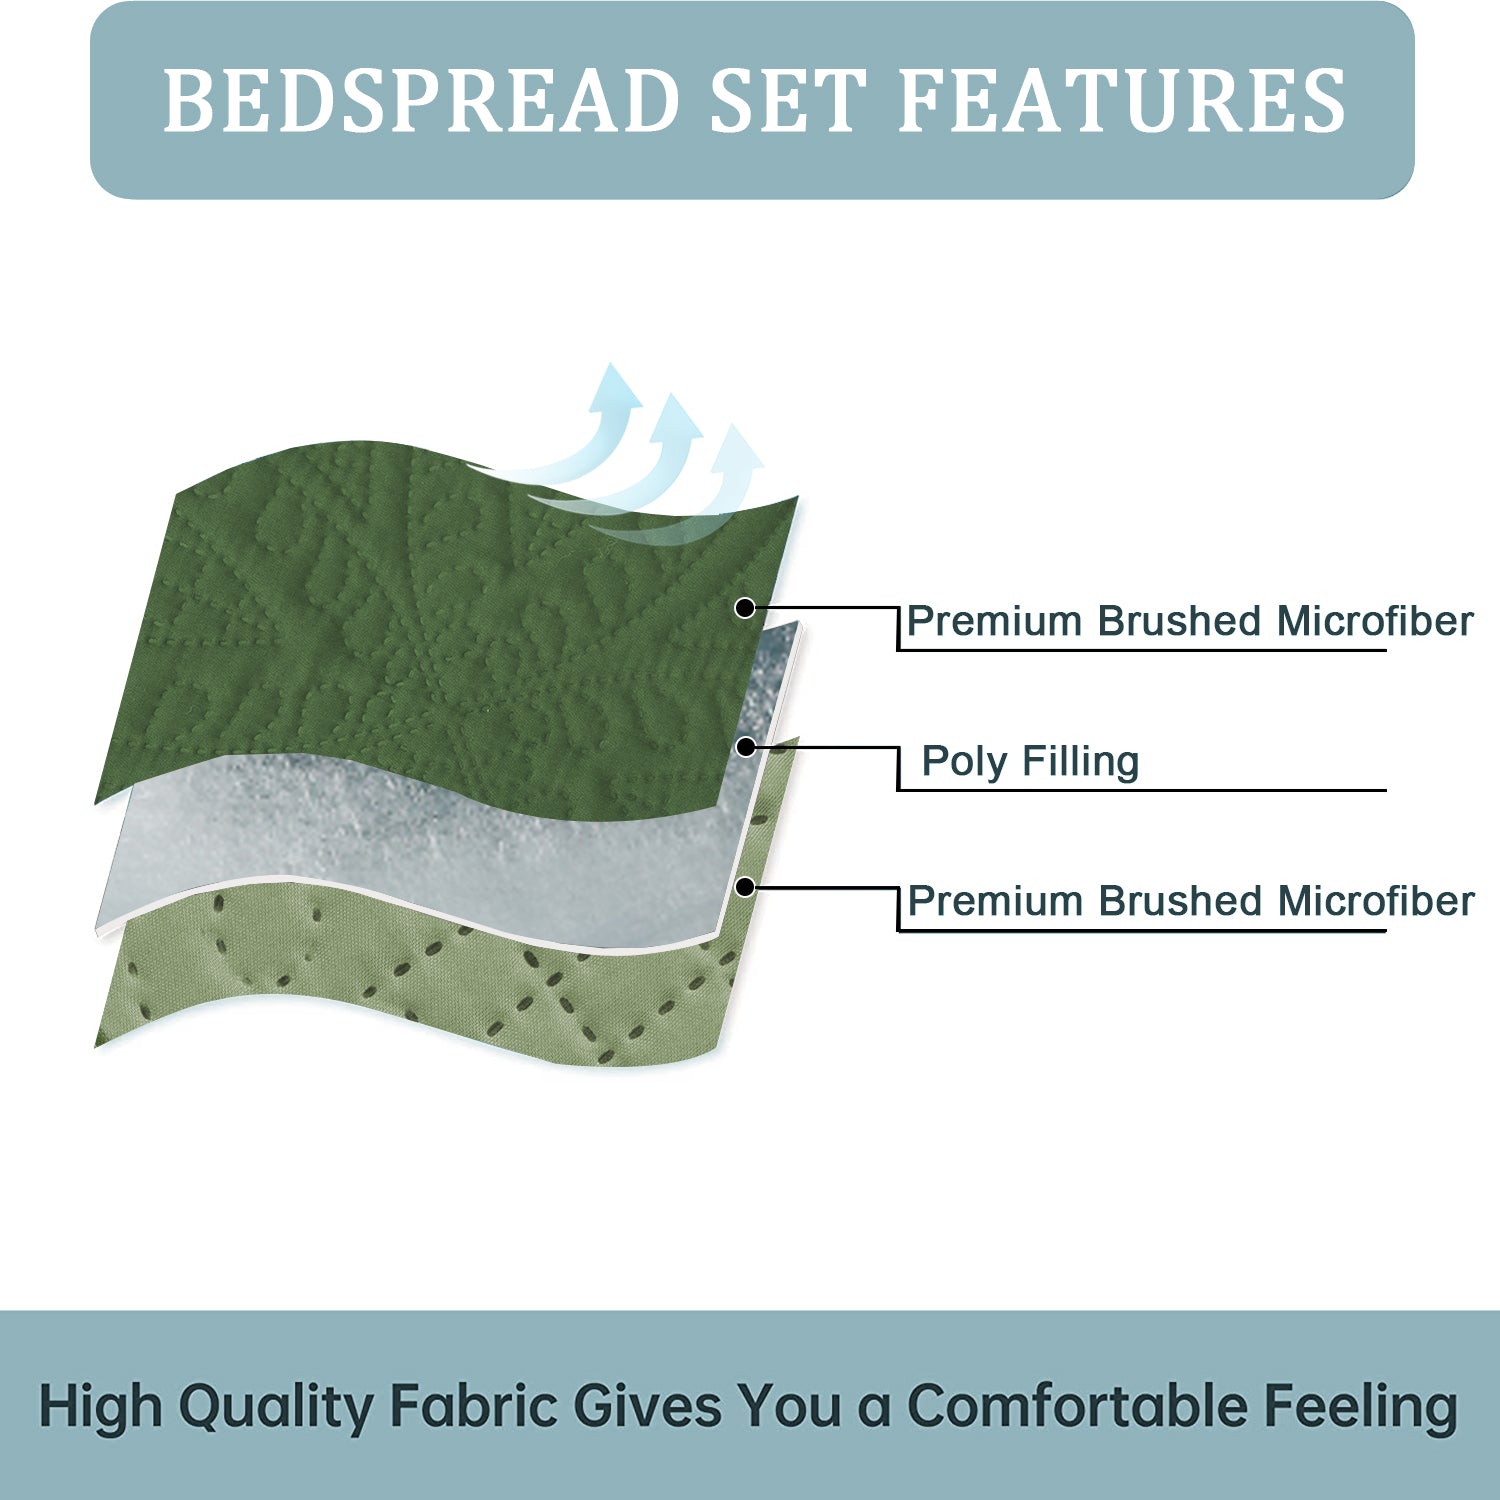 BEDSPREAD SET FEATURES
Premium Brushed Microfiber
Poly Filling
Premium Brushed Microfiber
High Quality Fabric Gives You a Comfortable Feeling